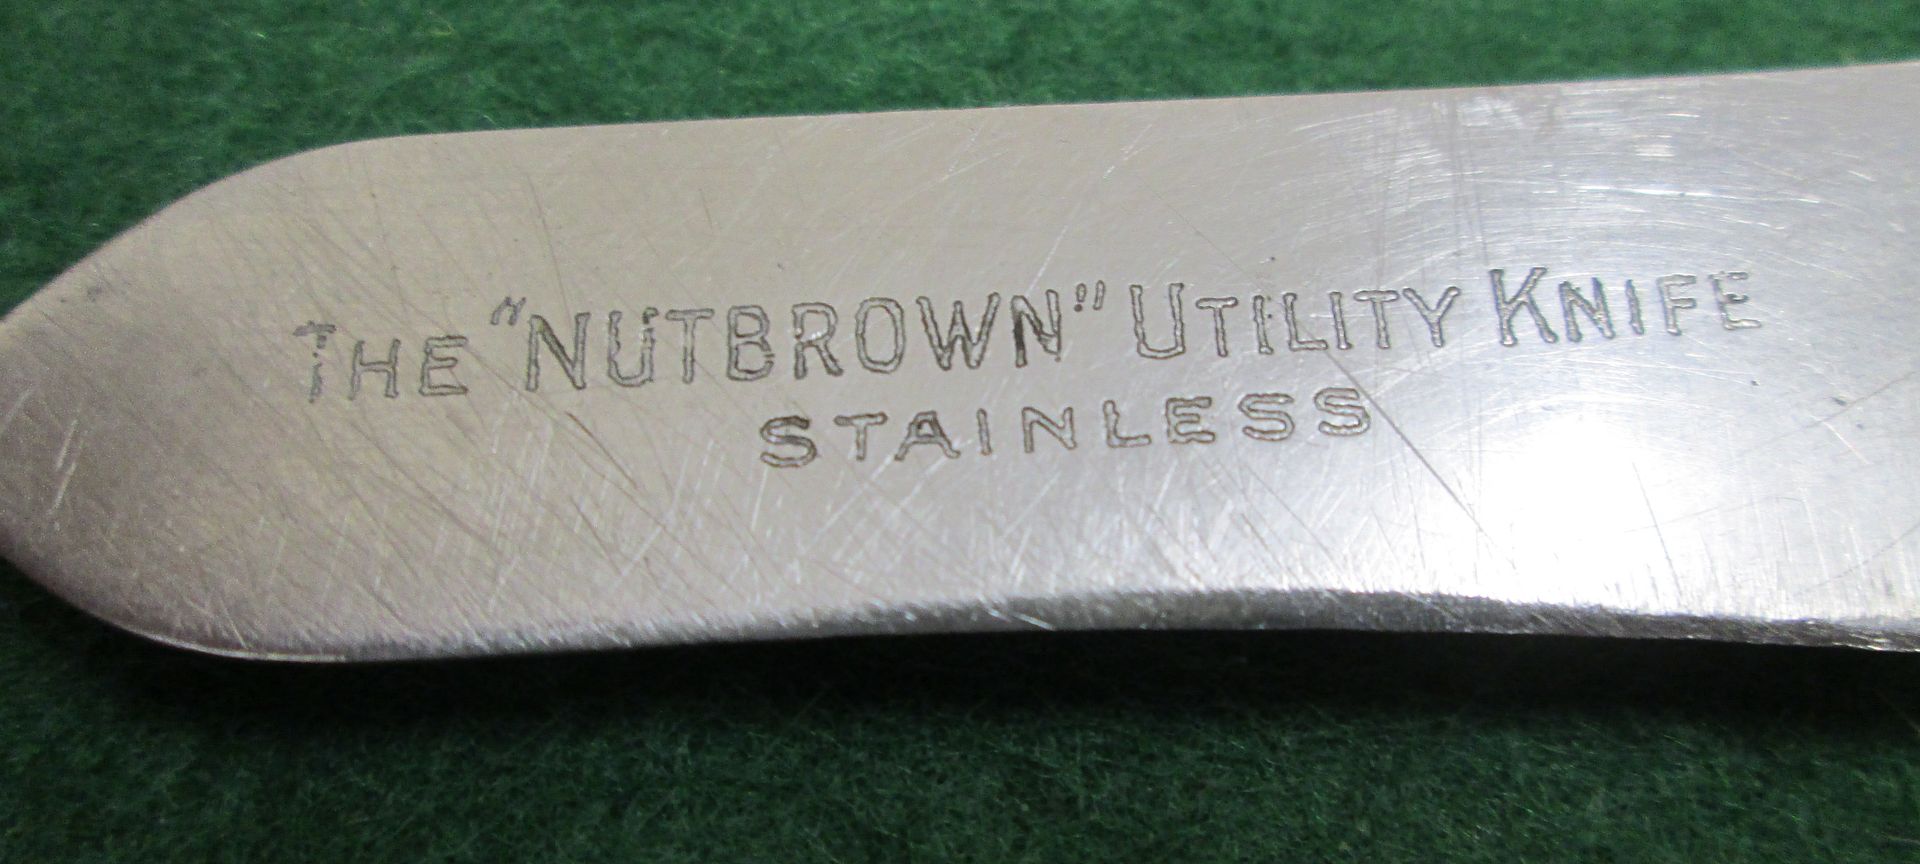 THE "NUTBROWN" UTILITY KNIFE
STAINLESS